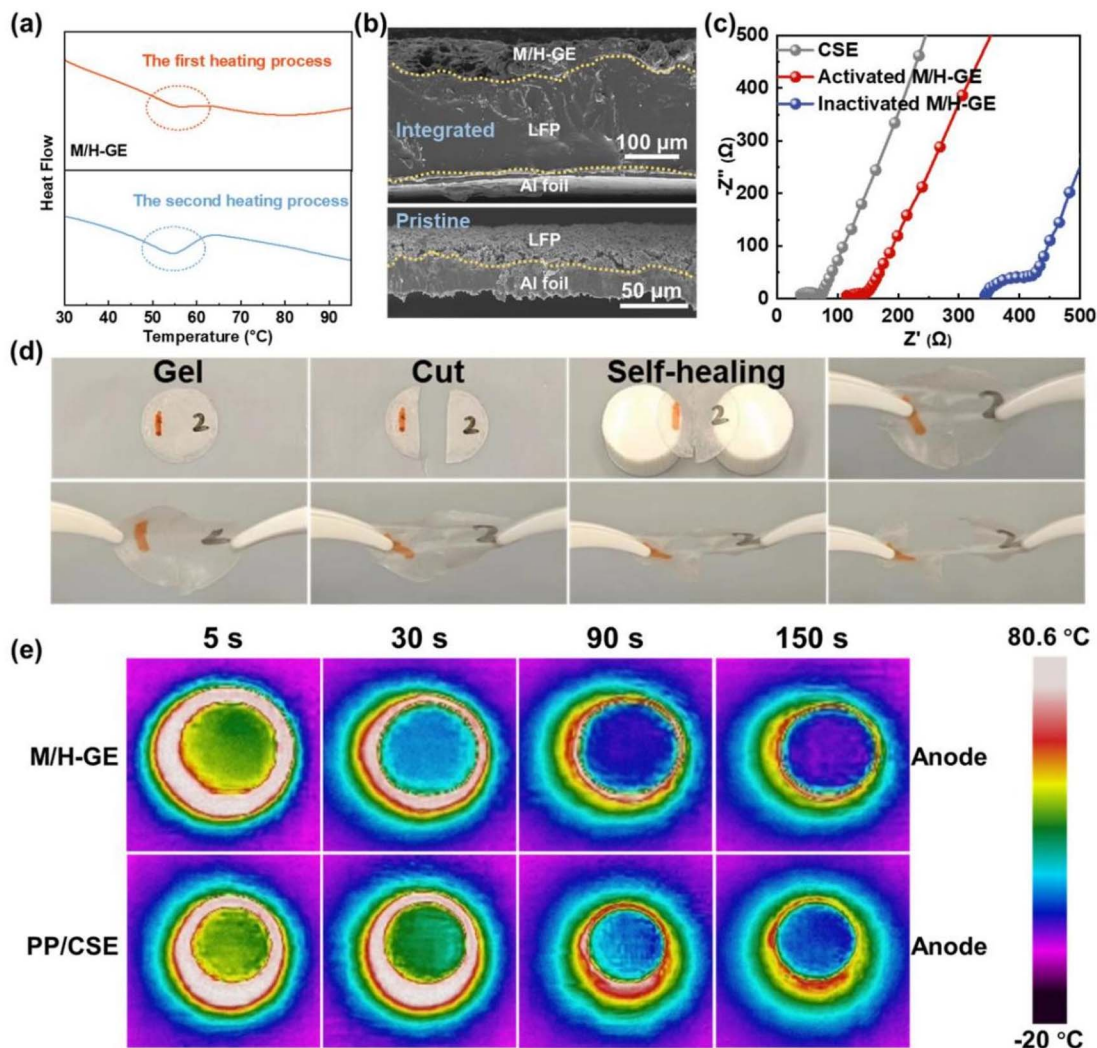 (a)
The first heating process
M/H-GE
The second heating process
Heat Flow
30 40 50 60 70 80 90
Temperature (°C)
(b)
M/H-GE
Integrated
LFP
100 μm
Al foil
Pristine
LFP
Al foil
50 μm
(c)
500
400
300
200
100
0
-Z'' (Ω)
CSE
Activated M/H-GE
Inactivated M/H-GE
0 100 200 300 400 500
Z' (Ω)
(d)
Gel
Cut
Self-healing
1 2
1 2
2
2
2
2
2
(e)
5 s 30 s 90 s 150 s
80.6 °C
M/H-GE
Anode
PP/CSE
Anode
-20 °C